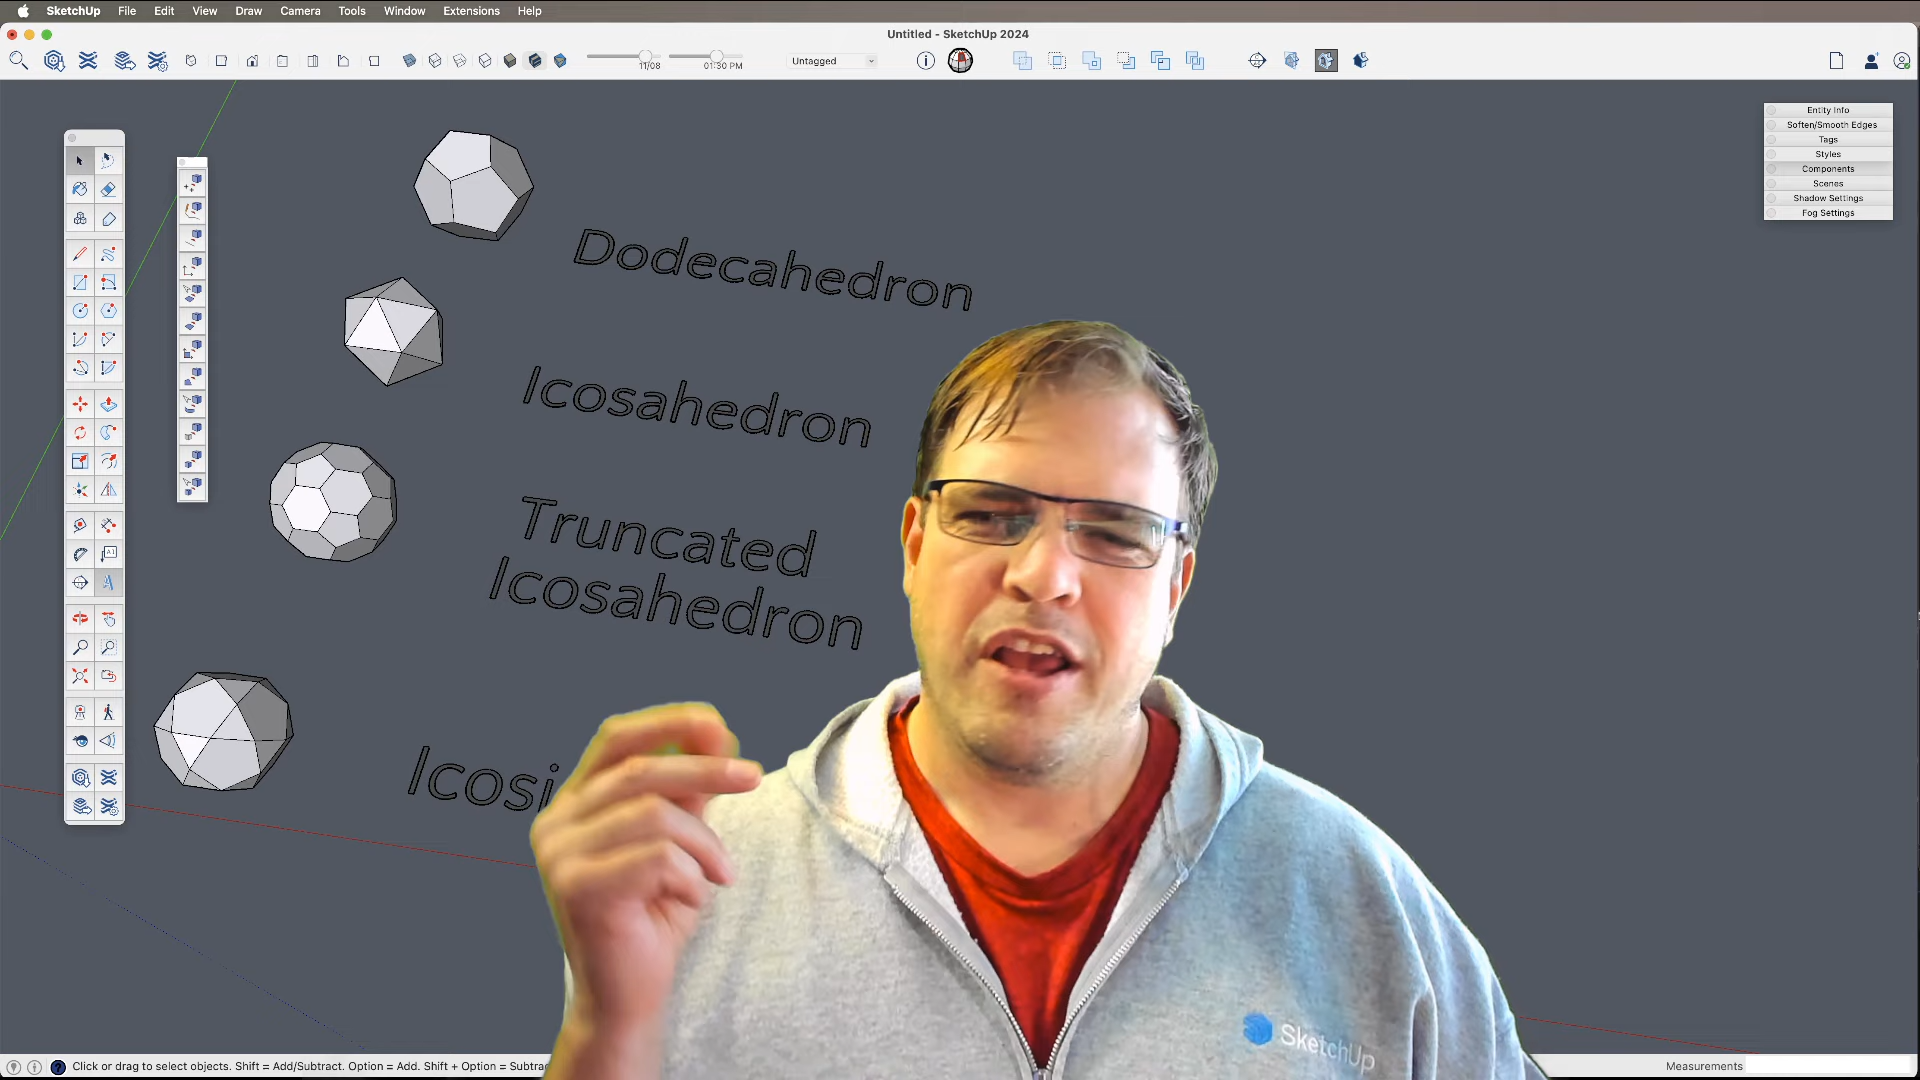 SketchUp File Edit View Draw Camera Tools Window Extensions Help
Untitled - SketchUp 2024
11/08 01:30 PM Untagged
Entity Info
Soften/Smooth Edges
Tags
Styles
Components
Scenes
Shadow Settings
Fog Settings
Dodecahedron
Icosahedron
Truncated
Icosahedron
Icosi
A1
SketchUp
Click or drag to select objects. Shift = Add/Subtract. Option = Add. Shift + Option = Subtrac
Measurements